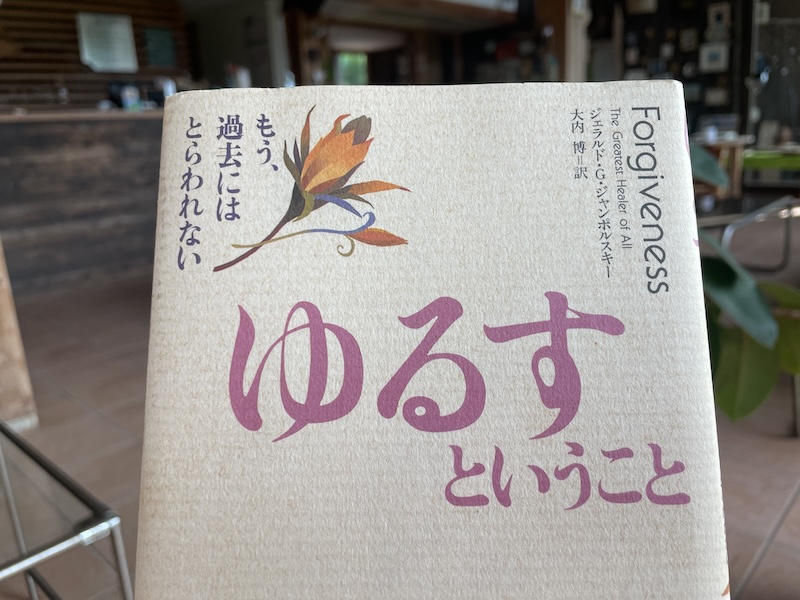 Forgiveness
The Greatest Healer of All
ジェラルド・G・ジャンポルスキー
大内 博＝訳
もう、
過去には
とらわれない
ゆるす
ということ